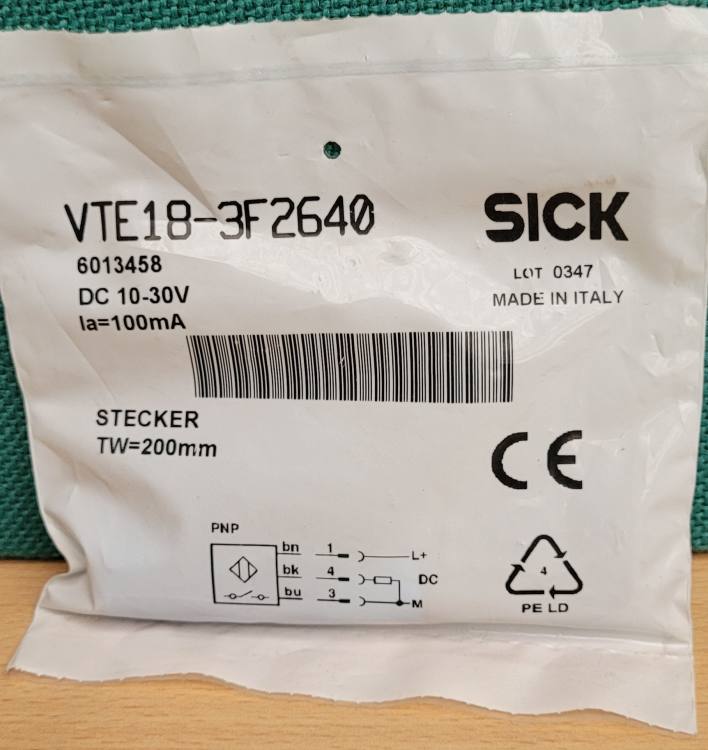 VTE18-3F2640
SICK
6013458
LOT 0347
DC 10-30V
MADE IN ITALY
Ia=100mA
STECKER
TW=200mm
CE
PNP
bn 1 L+
bk 4 DC
bu 3 M
4
PE LD